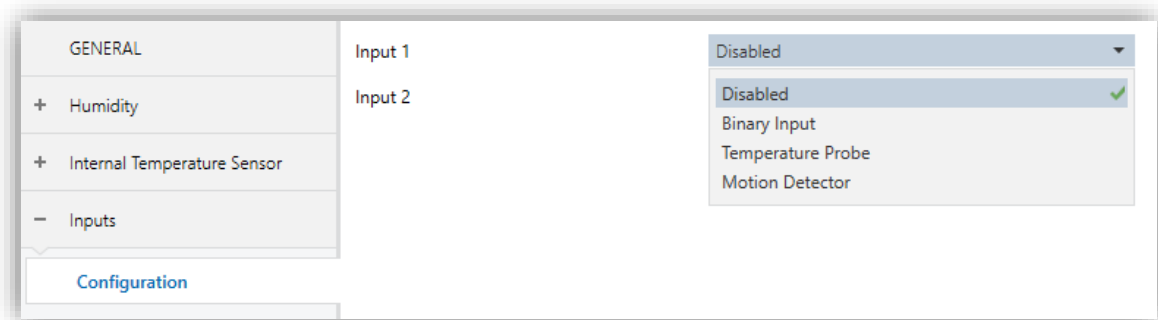 GENERAL
+ Humidity
+ Internal Temperature Sensor
− Inputs
Configuration
Input 1
Disabled
Input 2
Disabled
Binary Input
Temperature Probe
Motion Detector